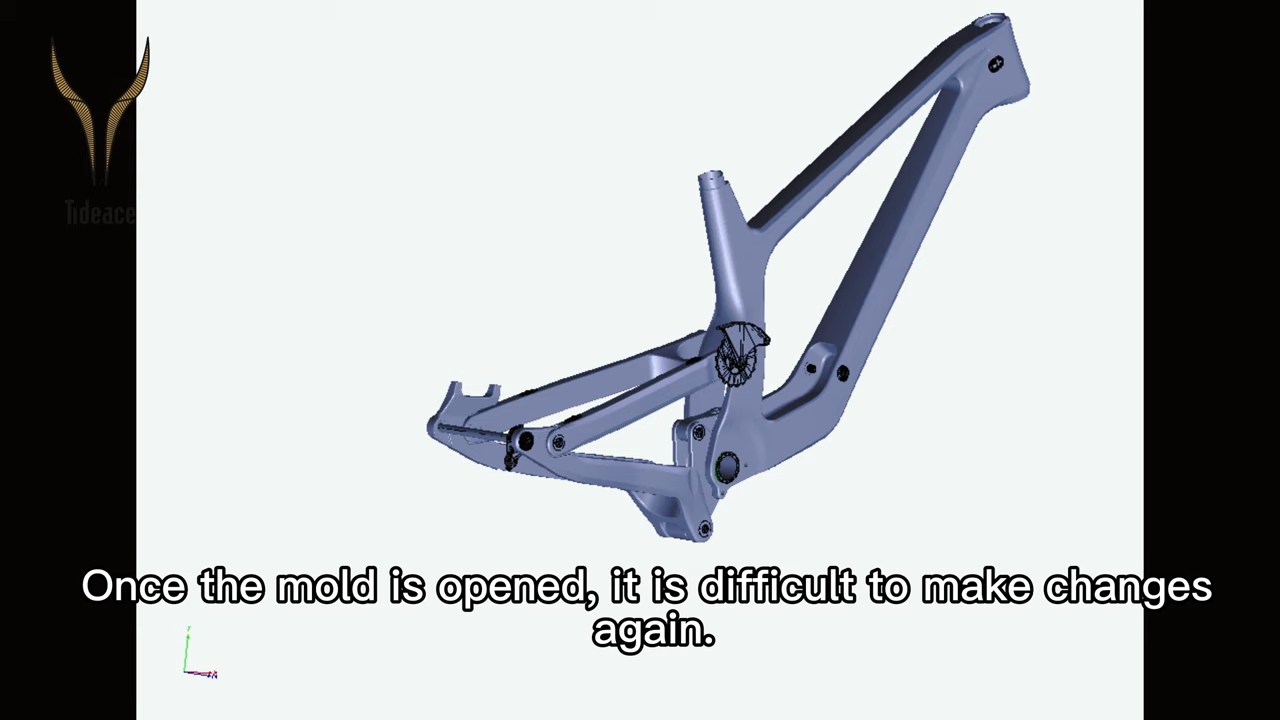 Tideace
Once the mold is opened, it is difficult to make changes
again.